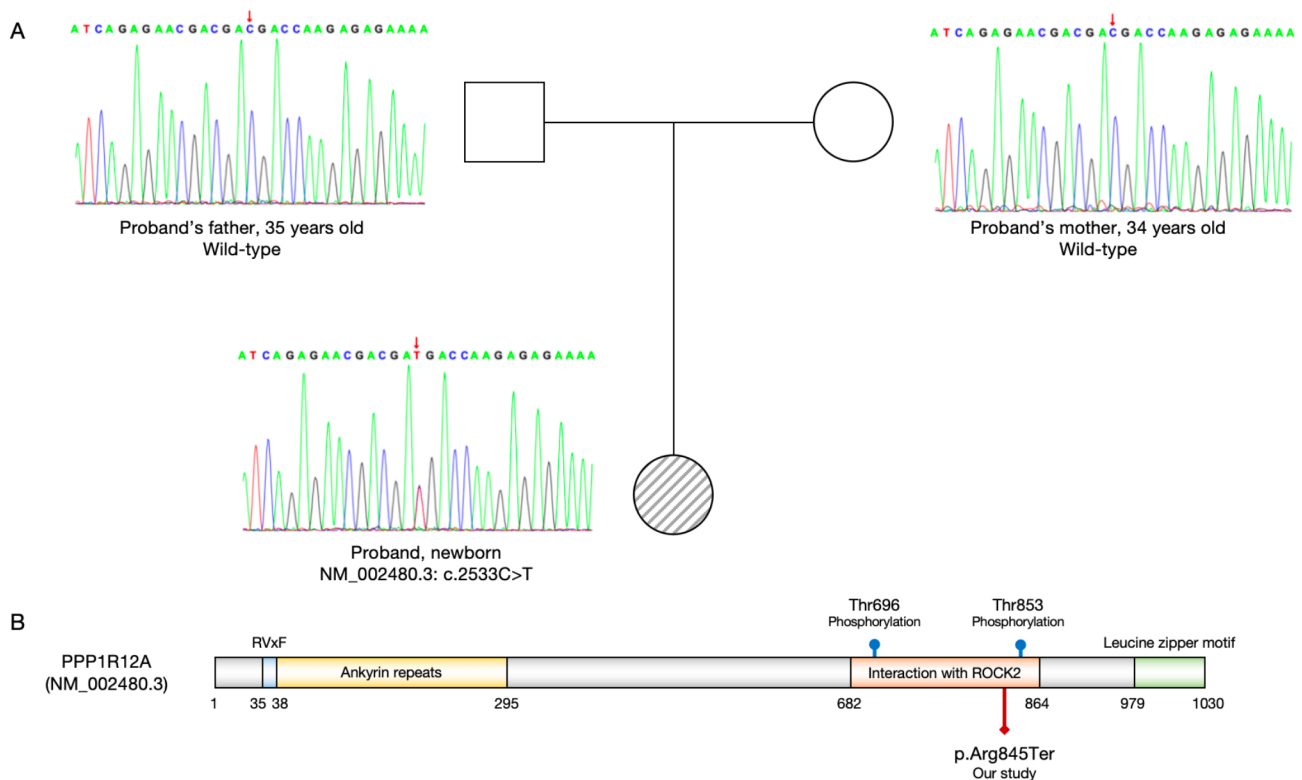 A
ATCAGAGAACGACGACGACCAAGAGAGAAAA
Proband's father, 35 years old
Wild-type
ATCAGAGAACGACGACGACCAAGAGAGAAAA
Proband's mother, 34 years old
Wild-type
ATCAGAGAACGACGATGACCAAGAGAGAAAA
Proband, newborn
NM_002480.3: c.2533C>T
B
PPP1R12A
(NM_002480.3)
RVxF
Ankyrin repeats
Thr696
Phosphorylation
Thr853
Phosphorylation
Interaction with ROCK2
Leucine zipper motif
1 35 38 295 682 864 979 1030
p.Arg845Ter
Our study